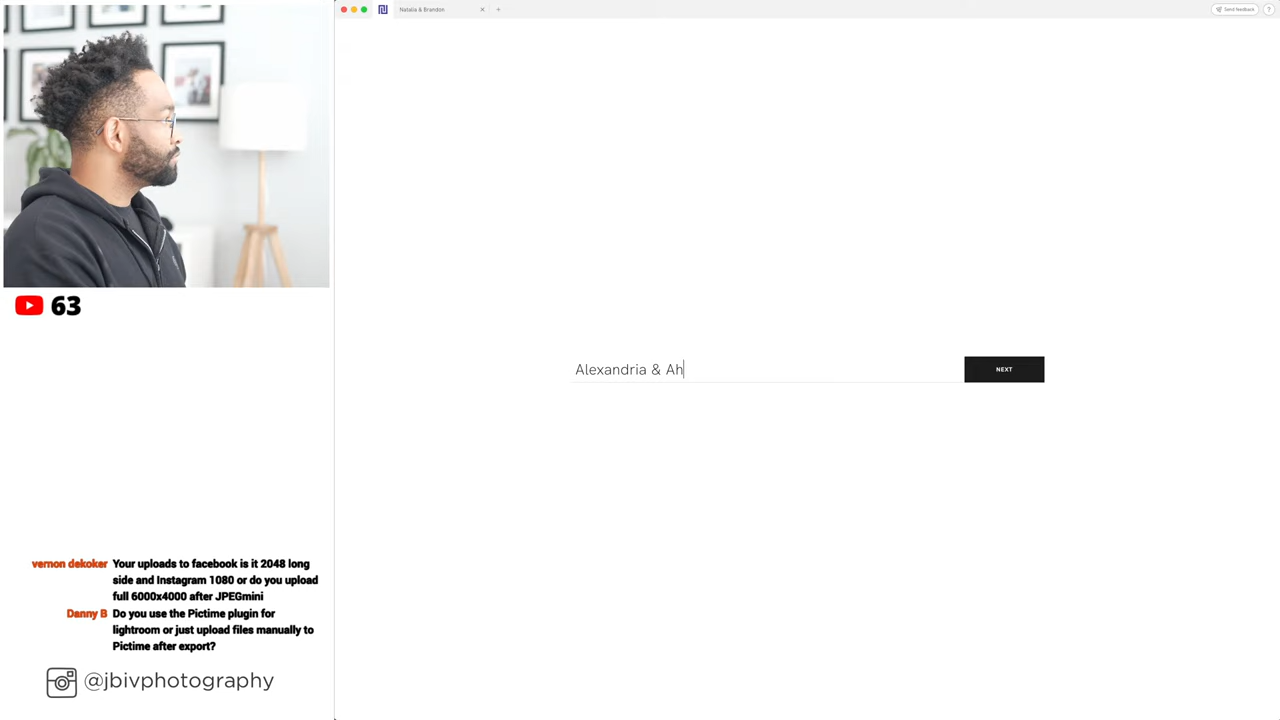 Natalia & Brandon
Send feedback
?
63
Alexandria & Ah
NEXT
vernon dekoker Your uploads to facebook is it 2048 long
side and Instagram 1080 or do you upload
full 6000x4000 after JPEGmini
Danny B Do you use the Pictime plugin for
lightroom or just upload files manually to
Pictime after export?
@jbivphotography